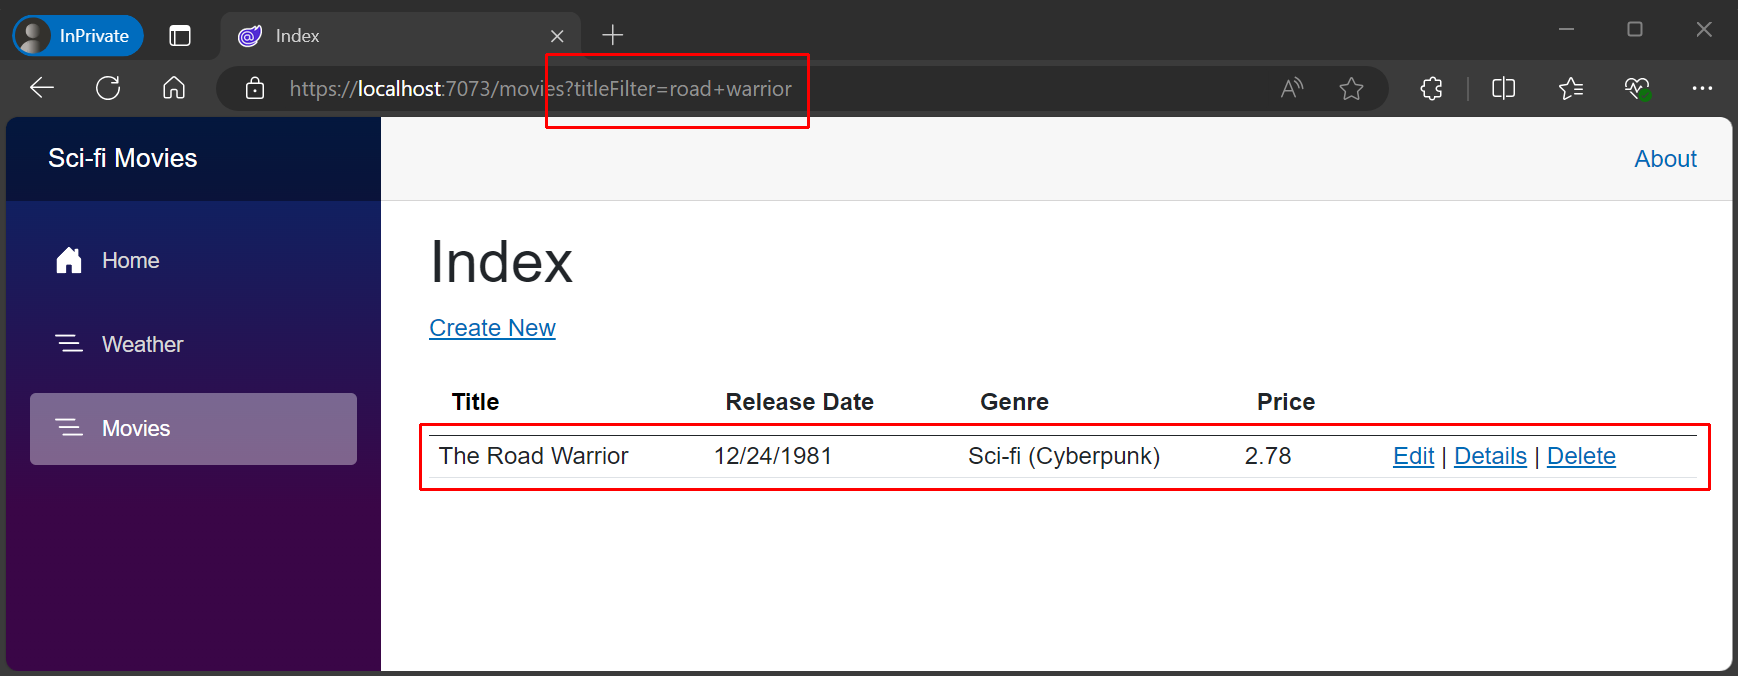 InPrivate
Index
https://localhost:7073/movies?titleFilter=road+warrior
Sci-fi Movies
About
Home
Weather
Movies
Index
Create New
Title Release Date Genre Price
The Road Warrior 12/24/1981 Sci-fi (Cyberpunk) 2.78 Edit | Details | Delete